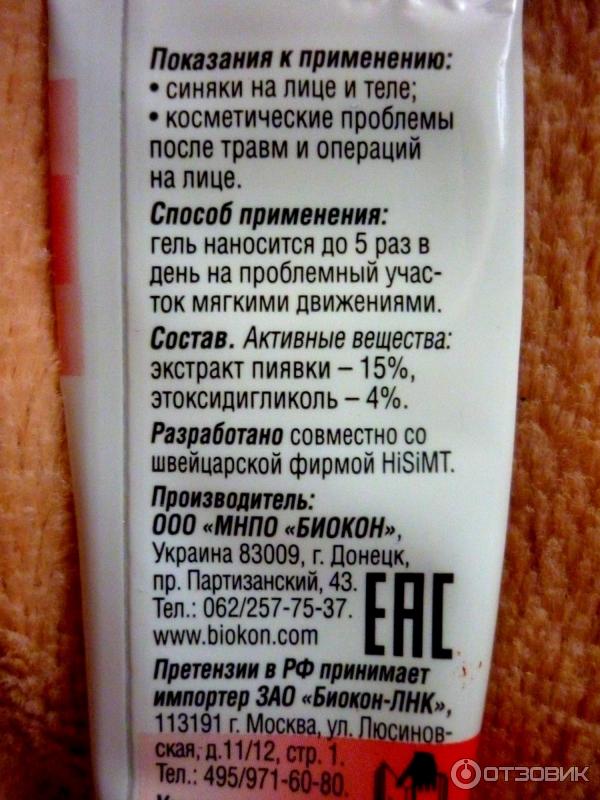 Показания к применению:
• синяки на лице и теле;
• косметические проблемы
после травм и операций
на лице.
Способ применения:
гель наносится до 5 раз в
день на проблемный учас-
ток мягкими движениями.
Состав. Активные вещества:
экстракт пиявки – 15%,
этоксидигликоль – 4%.
Разработано совместно со
швейцарской фирмой HiSiMT.
Производитель:
ООО «МНПО «БИОКОН»,
Украина 83009, г. Донецк,
пр. Партизанский, 43.
Тел.: 062/257-75-37.
www.biokon.com
EAC
Претензии в РФ принимает
импортер ЗАО «Биокон-ЛНК»,
113191 г. Москва, ул. Люсинов-
ская, д.11/12, стр. 1.
Тел.: 495/971-60-80.
ОТЗОВИК